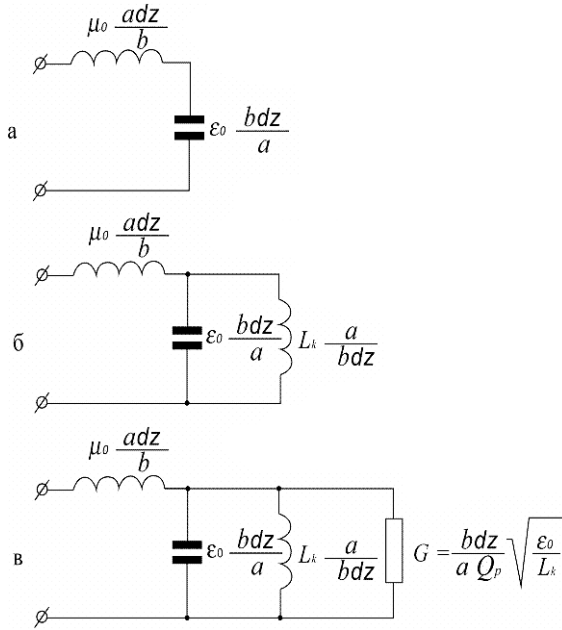 μ₀ adz/b
а
ε₀ bdz/a
μ₀ adz/b
б
ε₀ bdz/a Lₖ a/bdz
μ₀ adz/b
в
ε₀ bdz/a Lₖ a/bdz G = bdz/(a Qₚ) √(ε₀/Lₖ)